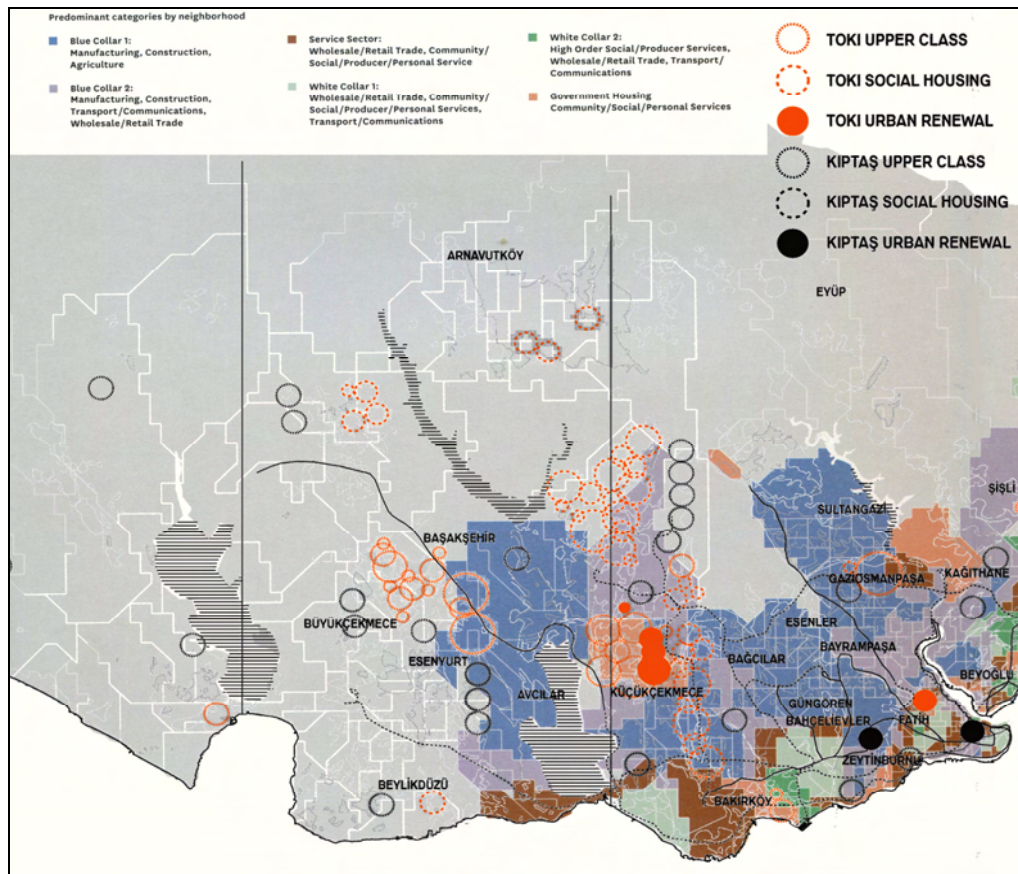 Predominant categories by neighborhood
Blue Collar 1:
Manufacturing, Construction,
Agriculture
Blue Collar 2:
Manufacturing, Construction,
Transport/Communications,
Wholesale/Retail Trade
Service Sector:
Wholesale/Retail Trade, Community/
Social/Producer/Personal Service
White Collar 1:
Wholesale/Retail Trade, Community/
Social/Producer/Personal Services,
Transport/Communications
White Collar 2:
High Order Social/Producer Services,
Wholesale/Retail Trade, Transport/
Communications
Government Housing
Community/Social/Personal Services
TOKI UPPER CLASS
TOKI SOCIAL HOUSING
TOKI URBAN RENEWAL
KIPTAŞ UPPER CLASS
KIPTAŞ SOCIAL HOUSING
KIPTAŞ URBAN RENEWAL
ARNAVUTKÖY
EYÜP
ŞİŞLİ
SULTANGAZİ
BAŞAKŞEHİR
GAZİOSMANPAŞA
KAĞITHANE
BÜYÜKÇEKMECE
ESENLER
BAYRAMPAŞA
ESENYURT
BAĞCILAR
BEYOĞLU
AVCILAR
KÜÇÜKÇEKMECE
GÜNGÖREN
BAHÇELİEVLER
FATİH
ZEYTİNBURNU
BEYLİKDÜZÜ
BAKIRKÖY